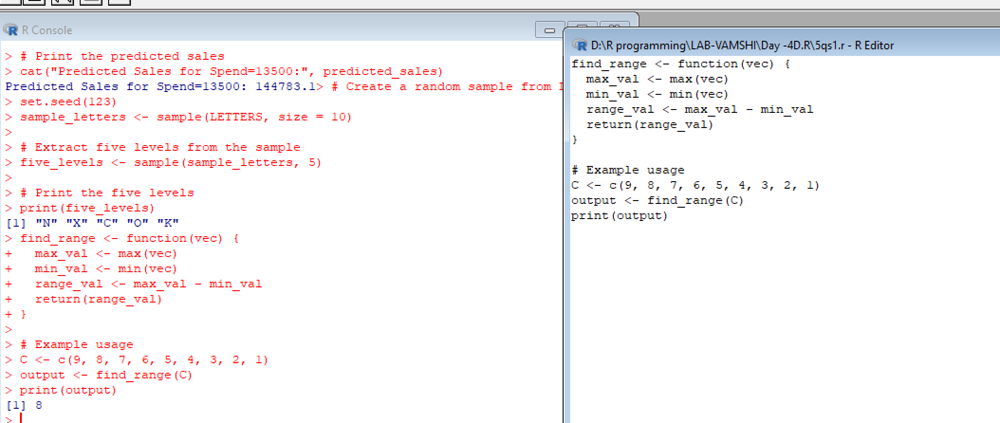 R Console
> # Print the predicted sales
> cat("Predicted Sales for Spend=13500:", predicted_sales)
Predicted Sales for Spend=13500: 144783.1> # Create a random sample from
> set.seed(123)
> sample_letters <- sample(LETTERS, size = 10)
>
> # Extract five levels from the sample
> five_levels <- sample(sample_letters, 5)
>
> # Print the five levels
> print(five_levels)
[1] "N" "X" "C" "O" "K"
> find_range <- function(vec) {
+   max_val <- max(vec)
+   min_val <- min(vec)
+   range_val <- max_val - min_val
+   return(range_val)
+ }
>
> # Example usage
> C <- c(9, 8, 7, 6, 5, 4, 3, 2, 1)
> output <- find_range(C)
> print(output)
[1] 8
>
D:\R programming\LAB-VAMSHI\Day -4D.R\5qs1.r - R Editor
find_range <- function(vec) {
  max_val <- max(vec)
  min_val <- min(vec)
  range_val <- max_val - min_val
  return(range_val)
}
# Example usage
C <- c(9, 8, 7, 6, 5, 4, 3, 2, 1)
output <- find_range(C)
print(output)